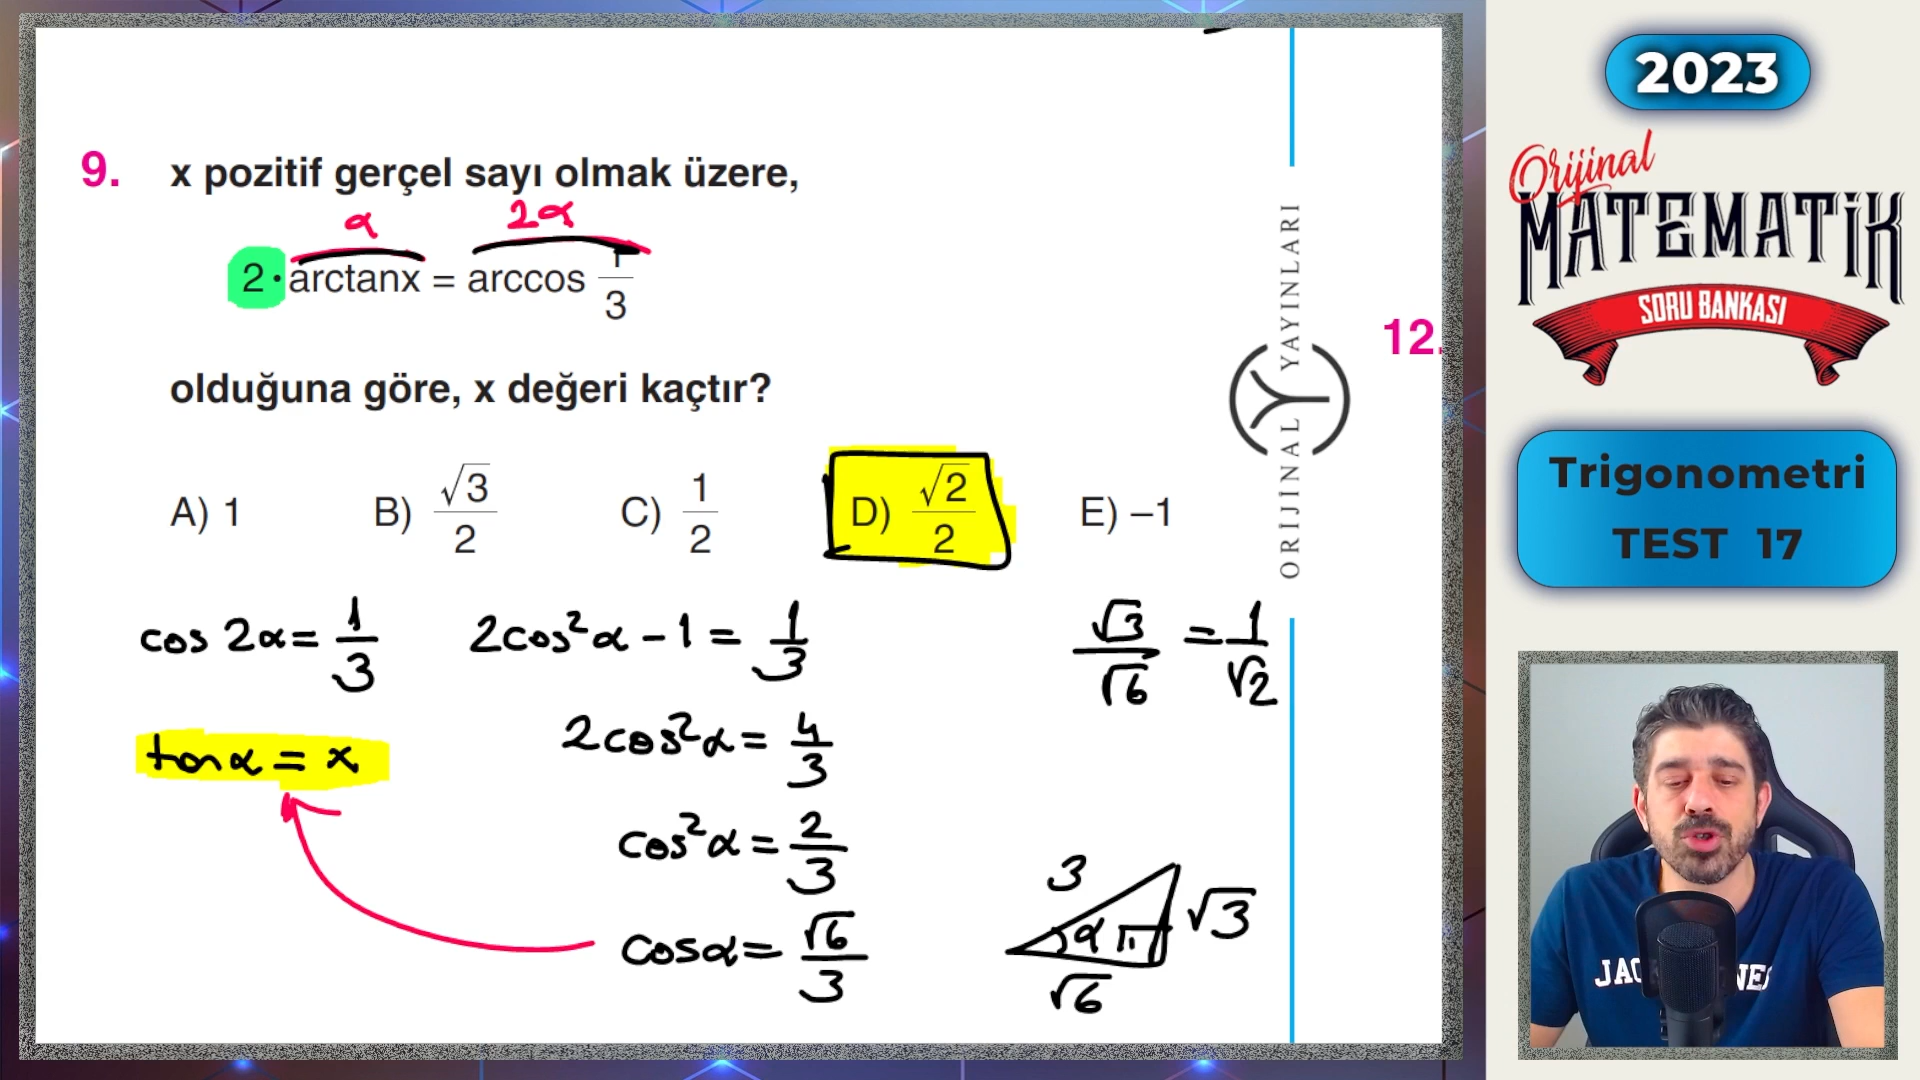 9. x pozitif gerçel sayı olmak üzere,
α 2α
2·arctanx = arccos 1/3
olduğuna göre, x değeri kaçtır?
A) 1 B) √3/2 C) 1/2 D) √2/2 E) –1
cos 2α = 1/3 2cos²α – 1 = 1/3 √3/√6 = 1/√2
tanα = x 2cos²α = 4/3
cos²α = 2/3
cosα = √6/3
3 α √3
√6
ORİJİNAL YAYINLARI
12.
2023
Orijinal
MATEMATİK
SORU BANKASI
Trigonometri
TEST 17